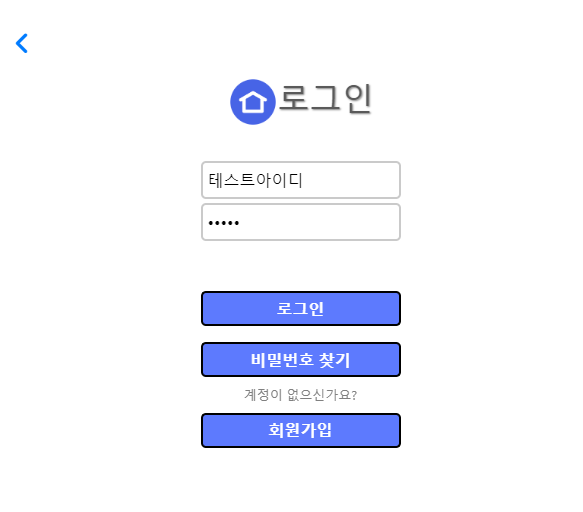 로그인
테스트아이디
•••••
로그인
비밀번호 찾기
계정이 없으신가요?
회원가입